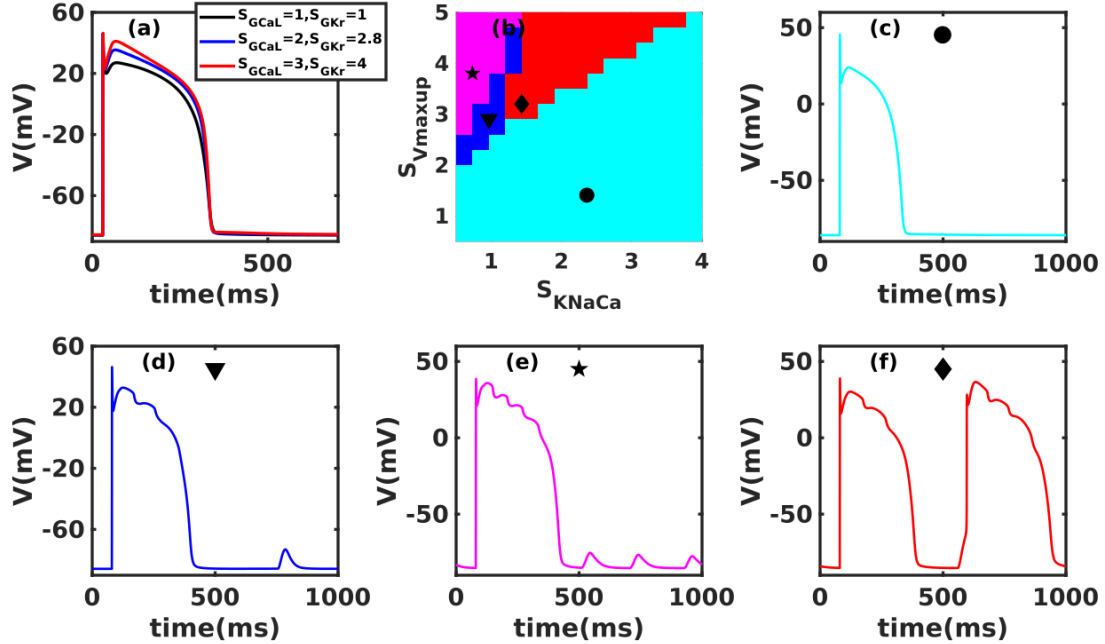 (a)
S_GCaL=1,S_GKr=1
S_GCaL=2,S_GKr=2.8
S_GCaL=3,S_GKr=4
60
20
-20
-60
V(mV)
0
500
time(ms)
(b)
5
4
3
2
1
S_Vmaxup
1
2
3
4
S_KNaCa
(c)
50
0
-50
V(mV)
0
500
1000
time(ms)
(d)
60
20
-20
-60
V(mV)
0
500
1000
time(ms)
(e)
50
0
-50
V(mV)
0
500
1000
time(ms)
(f)
50
0
-50
V(mV)
0
500
1000
time(ms)